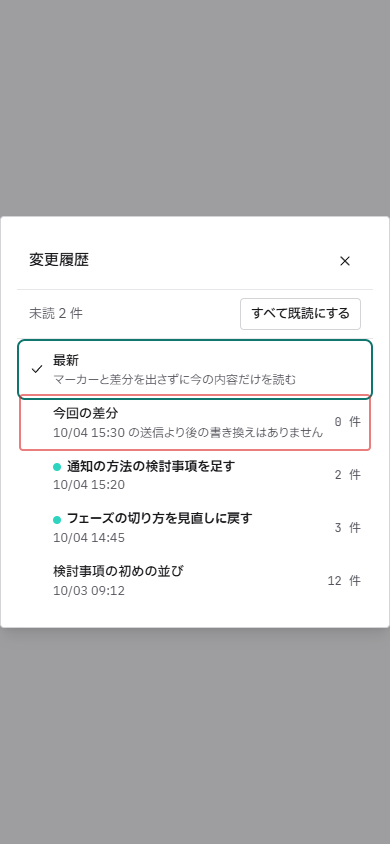 変更履歴
未読 2 件
すべて既読にする
最新
マーカーと差分を出さずに今の内容だけを読む
今回の差分
10/04 15:30 の送信より後の書き換えはありません
0 件
通知の方法の検討事項を足す
10/04 15:20
2 件
フェーズの切り方を見直しに戻す
10/04 14:45
3 件
検討事項の初めの並び
10/03 09:12
12 件